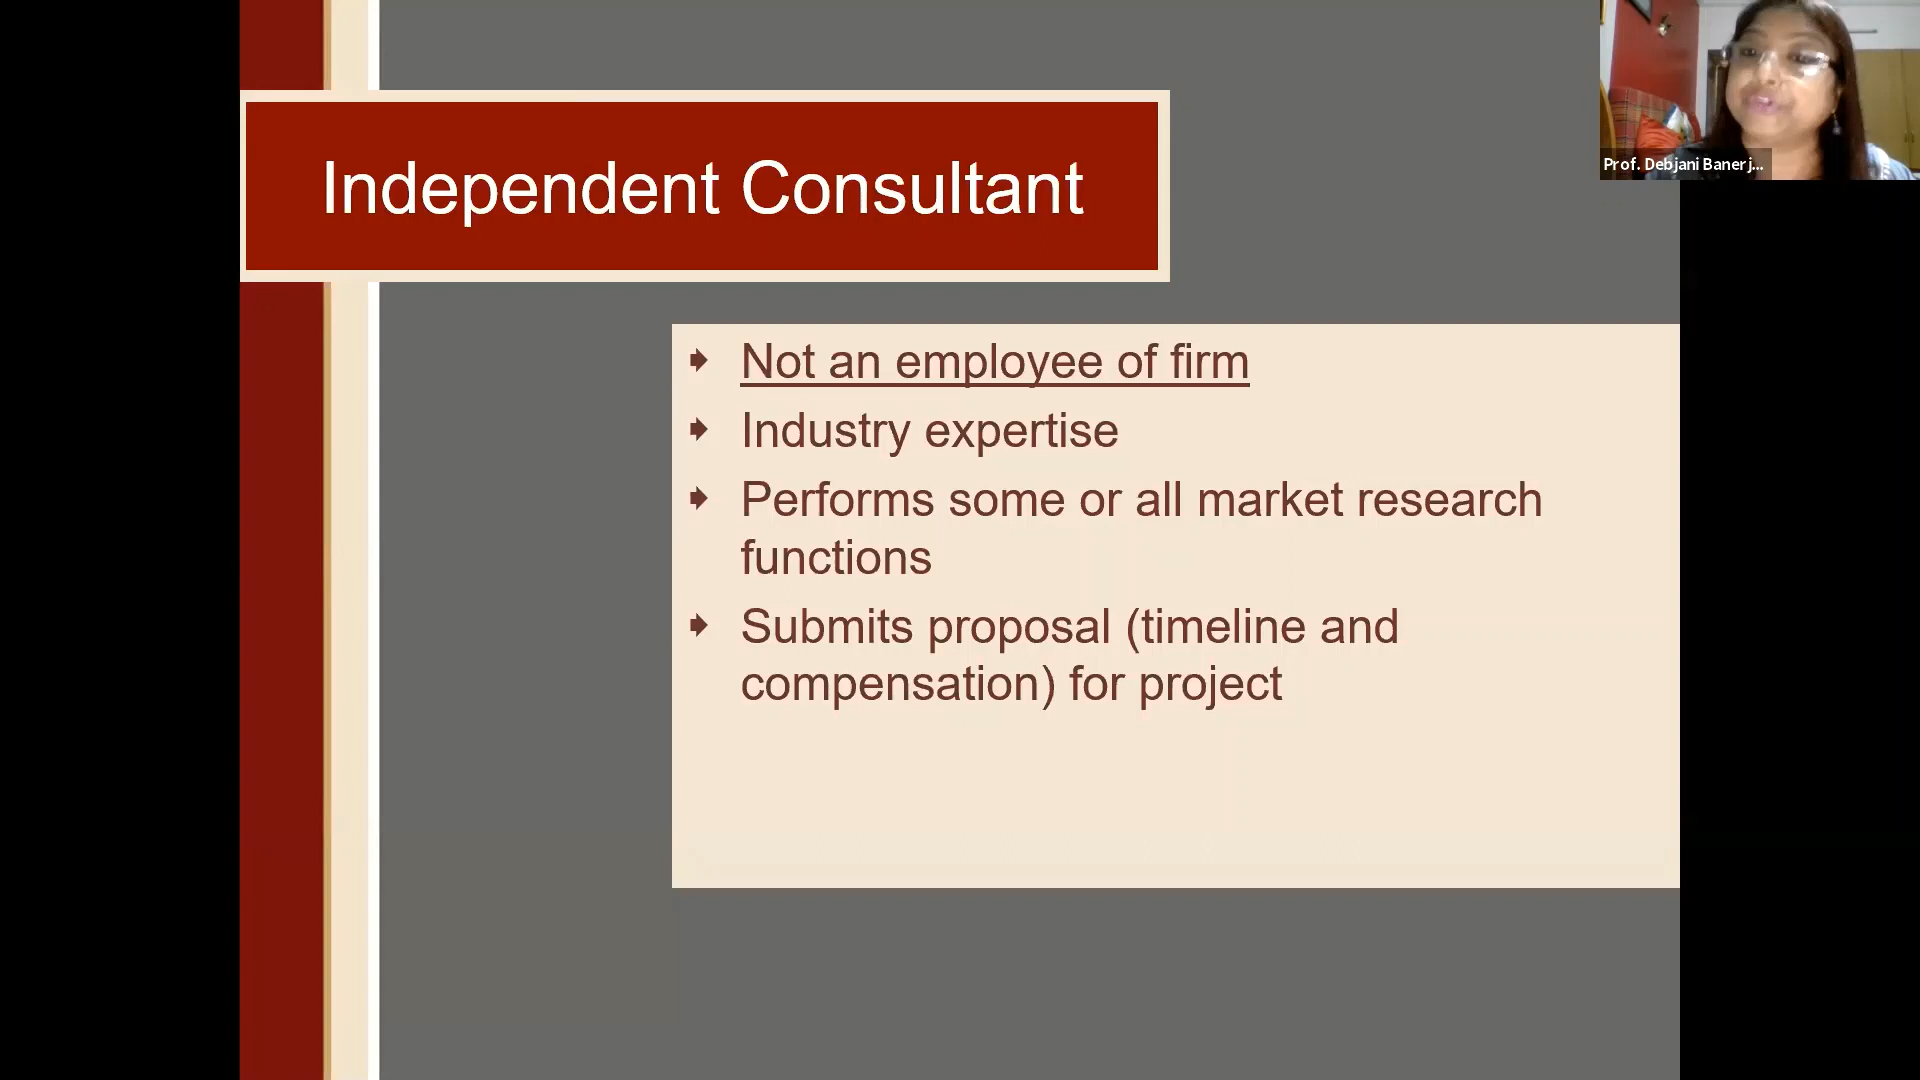 Independent Consultant
Not an employee of firm
Industry expertise
Performs some or all market research
functions
Submits proposal (timeline and
compensation) for project
Prof. Debjani Banerj...